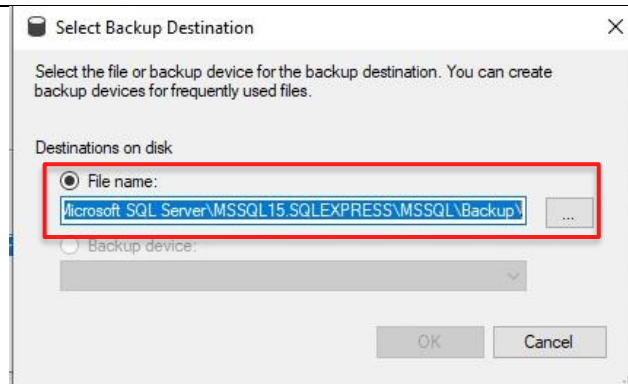 Select Backup Destination
Select the file or backup device for the backup destination. You can create
backup devices for frequently used files.
Destinations on disk
File name:
Microsoft SQL Server\MSSQL15.SQLEXPRESS\MSSQL\Backup\
...
Backup device:
OK
Cancel